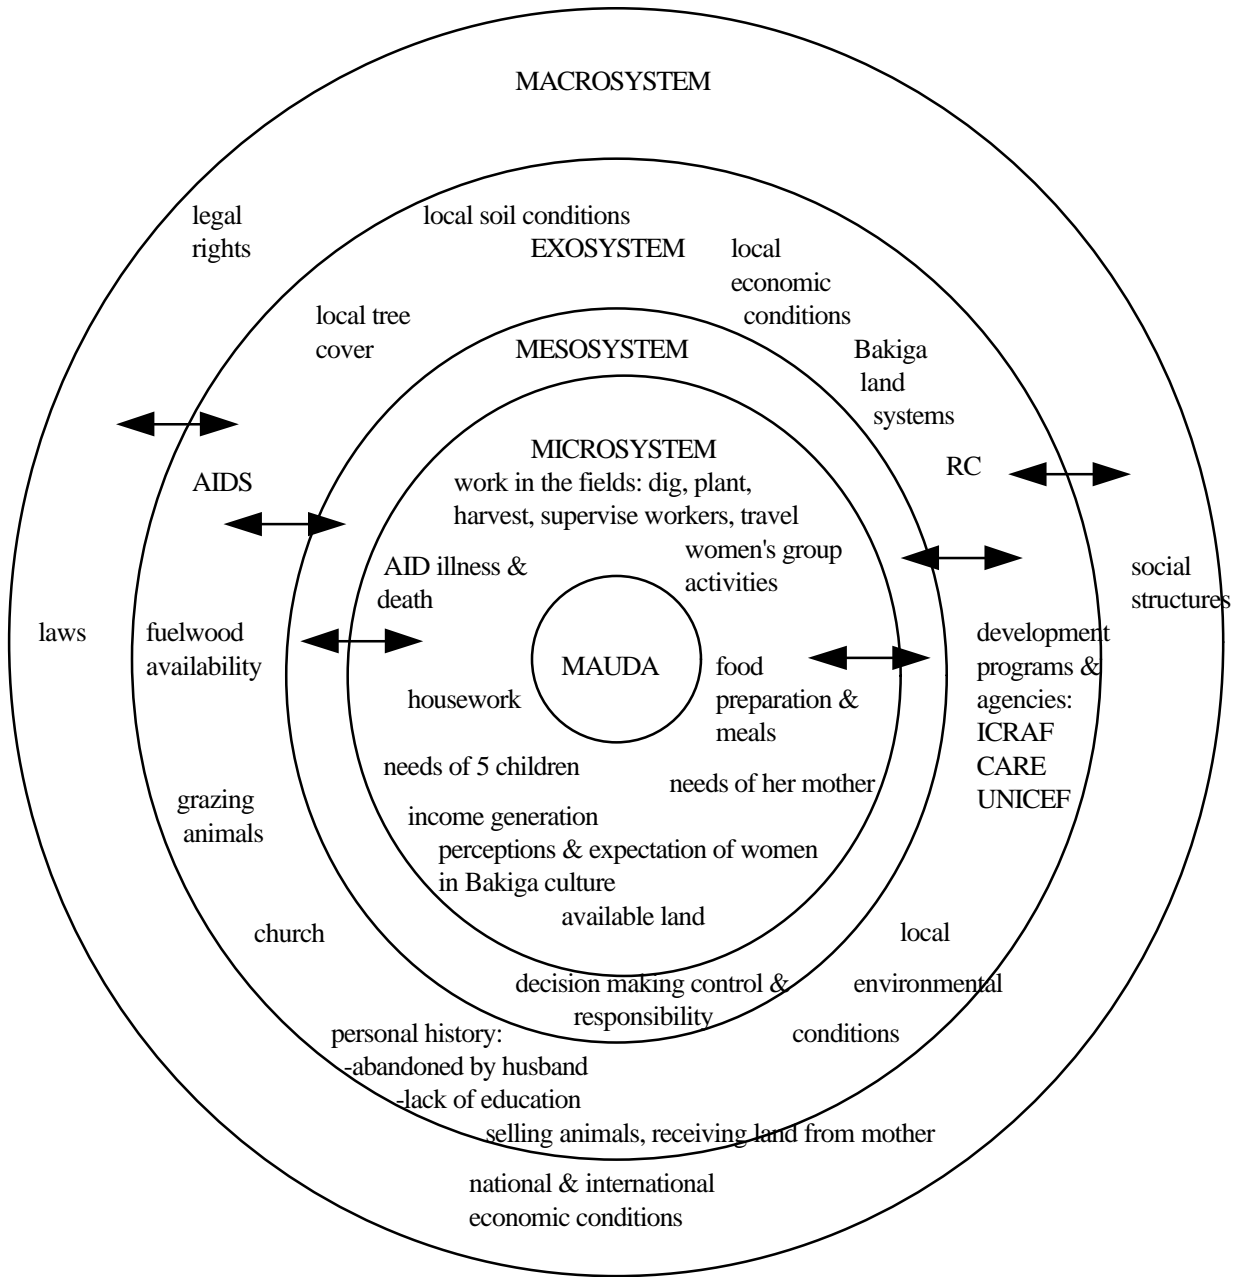 MACROSYSTEM
legal
rights
local soil conditions
EXOSYSTEM
local
economic
conditions
local tree
cover
MESOSYSTEM
Bakiga
land
systems
MICROSYSTEM
RC
AIDS
work in the fields: dig, plant,
harvest, supervise workers, travel
women's group
activities
AID illness &
death
social
structures
laws
fuelwood
availability
MAUDA
food
preparation &
meals
development
programs &
agencies:
ICRAF
CARE
UNICEF
housework
needs of 5 children
needs of her mother
grazing
animals
income generation
perceptions & expectation of women
in Bakiga culture
available land
church
local
environmental
conditions
decision making control &
responsibility
personal history:
-abandoned by husband
-lack of education
selling animals, receiving land from mother
national & international
economic conditions